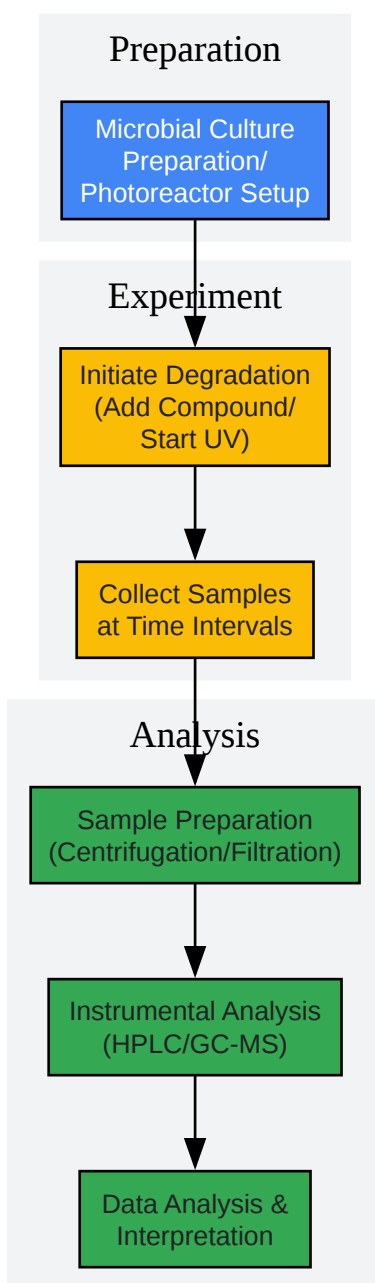 Preparation
Microbial Culture
Preparation/
Photoreactor Setup
Experiment
Initiate Degradation
(Add Compound/
Start UV)
Collect Samples
at Time Intervals
Analysis
Sample Preparation
(Centrifugation/Filtration)
Instrumental Analysis
(HPLC/GC-MS)
Data Analysis &
Interpretation